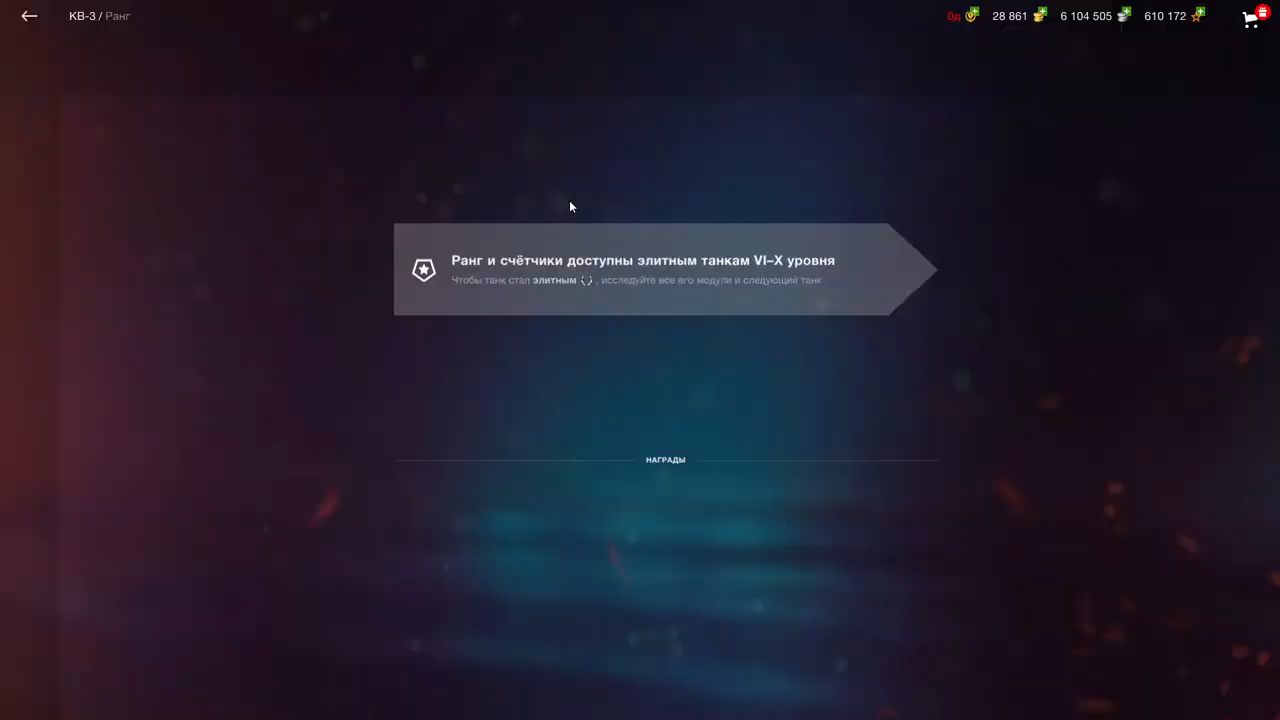 КВ-3 / Ранг
0д 28 861 6 104 505 610 172
Ранг и счётчики доступны элитным танкам VI–X уровня
Чтобы танк стал элитным , исследуйте все его модули и следующий танк
НАГРАДЫ